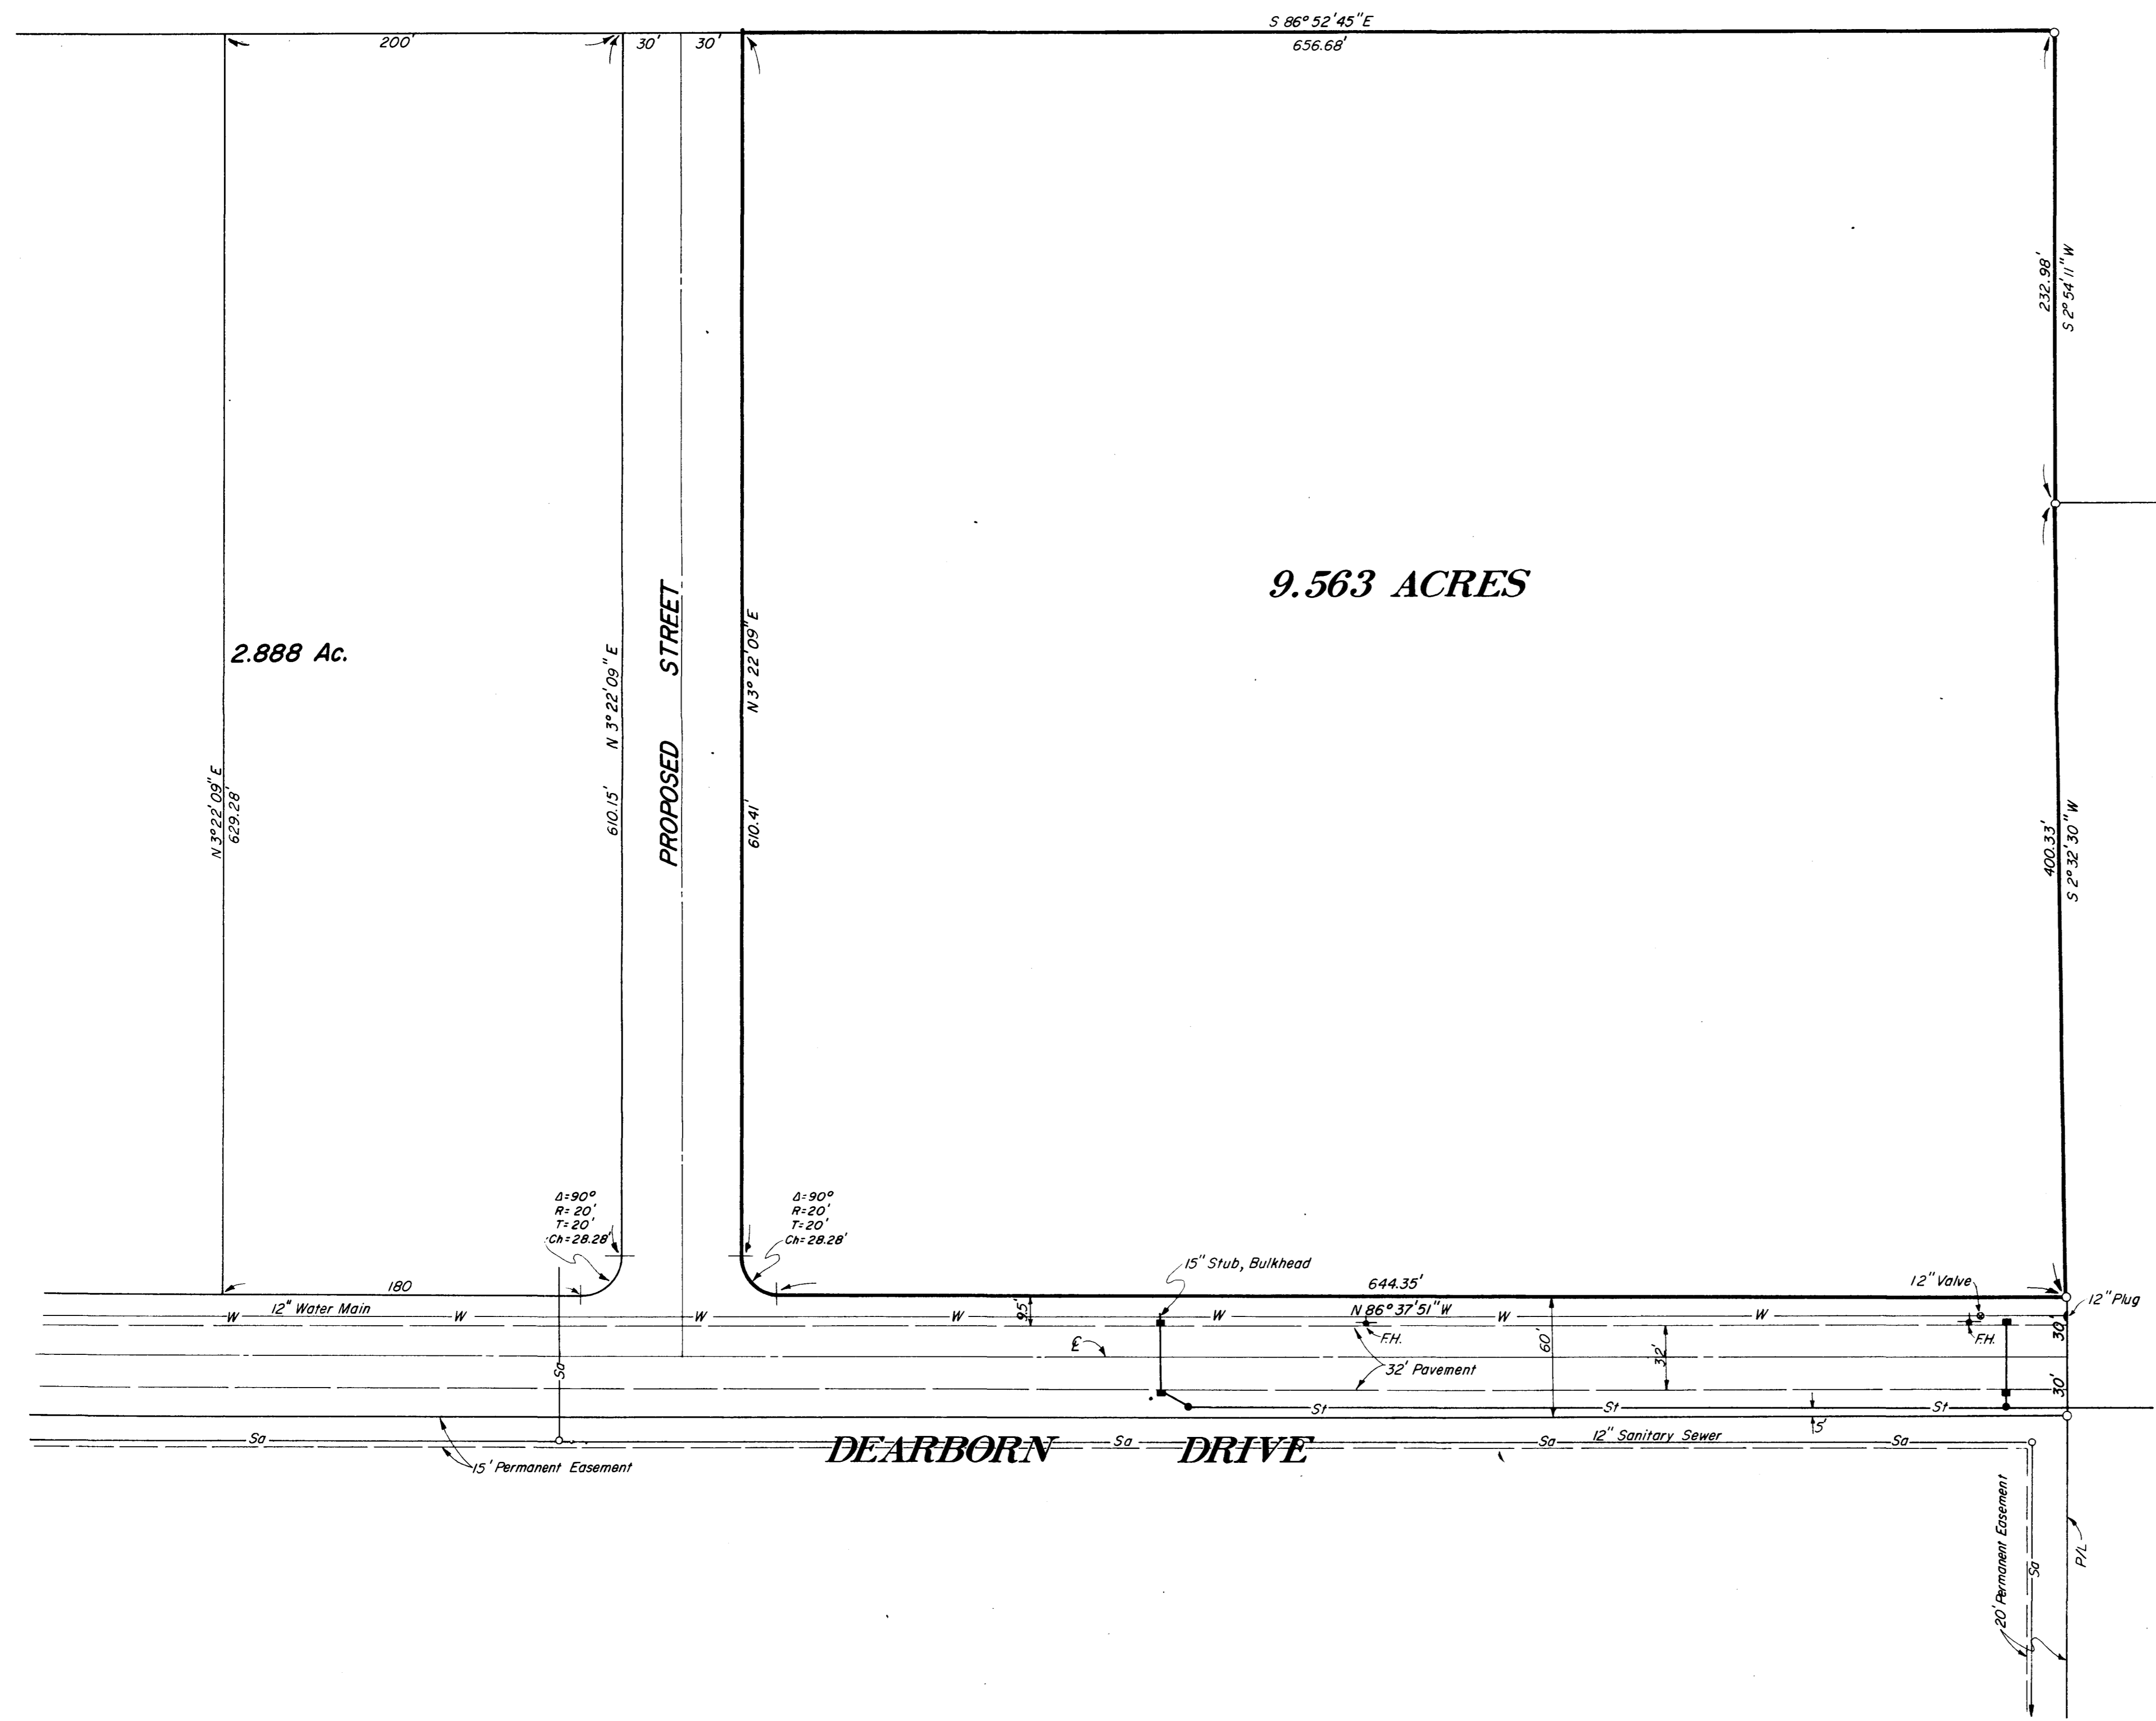 S 86° 52' 45" E
656.68'
200'
30'
30'
232.98'
S 2° 54' 11" W
9.563 ACRES
2.888 Ac.
N 3° 22' 09" E
629.28'
N 3° 22' 09" E
610.15'
PROPOSED STREET
N 3° 22' 09" E
610.41'
400.33'
S 2° 32' 30" W
Δ=90°
R= 20'
T= 20'
Ch= 28.28'
Δ=90°
R=20'
T=20'
Ch= 28.28'
180
15" Stub, Bulkhead
644.35'
12" Valve
12" Plug
12" Water Main
W
W
W
W
W
W
W
9.5'
N 86° 37' 51" W
F.H.
F.H.
30'
℄
60'
32'
32' Pavement
30'
Sa
St
St
St
5'
Sa
DEARBORN DRIVE
Sa
Sa
12" Sanitary Sewer
Sa
15' Permanent Easement
20' Permanent Easement
Sa
P/L